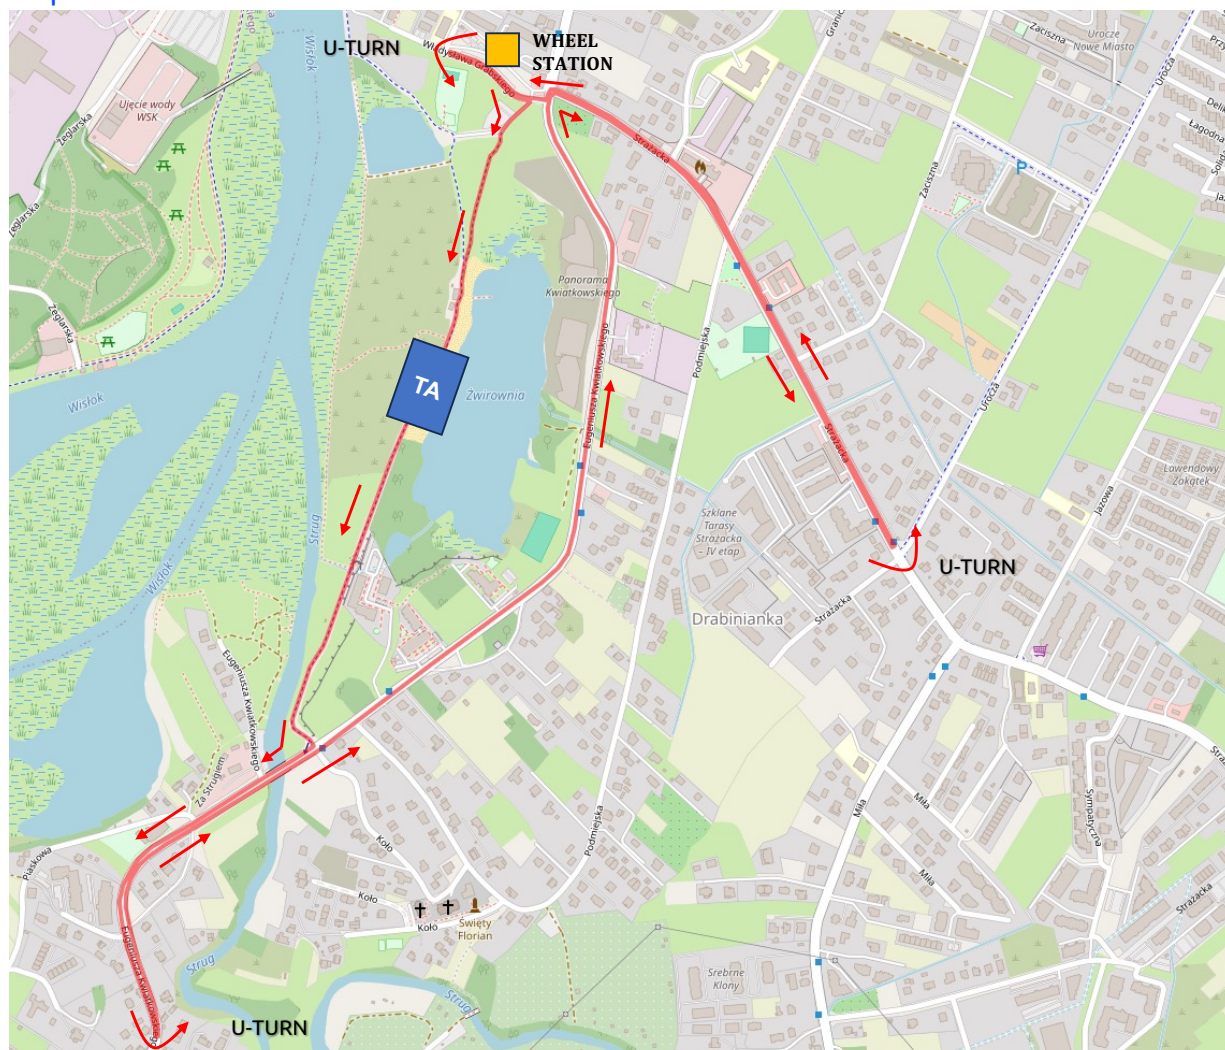 U-TURN
WHEEL
STATION
Władysława Grabskiego
Wisłok
Ujęcie wody
WSK
Żeglarska
Żeglarska
Żeglarska
Strażacka
Zaciszna
Urocze
Nowe Miasto
Urocza
Łagodna
Zaciszna
P
Panorama
Kwiatkowskiego
Eugeniusza Kwiatkowskiego
Podmiejska
TA
Żwirownia
Wisłok
Strażacka
Urocza
Lawendowy
Zakątek
Jazowa
Szklane
Tarasy
Strażacka
– IV etap
Strug
Wisłok
U-TURN
Drabinianka
Strażacka
Eugeniusza Kwiatkowskiego
Za Strugiem
Piaskowa
Podmiejska
Koło
Koło
Koło
Święty
Florian
Miła
Miła
Miła
Sympatyczna
Strażacka
Strug
Strug
Srebrne
Klony
U-TURN